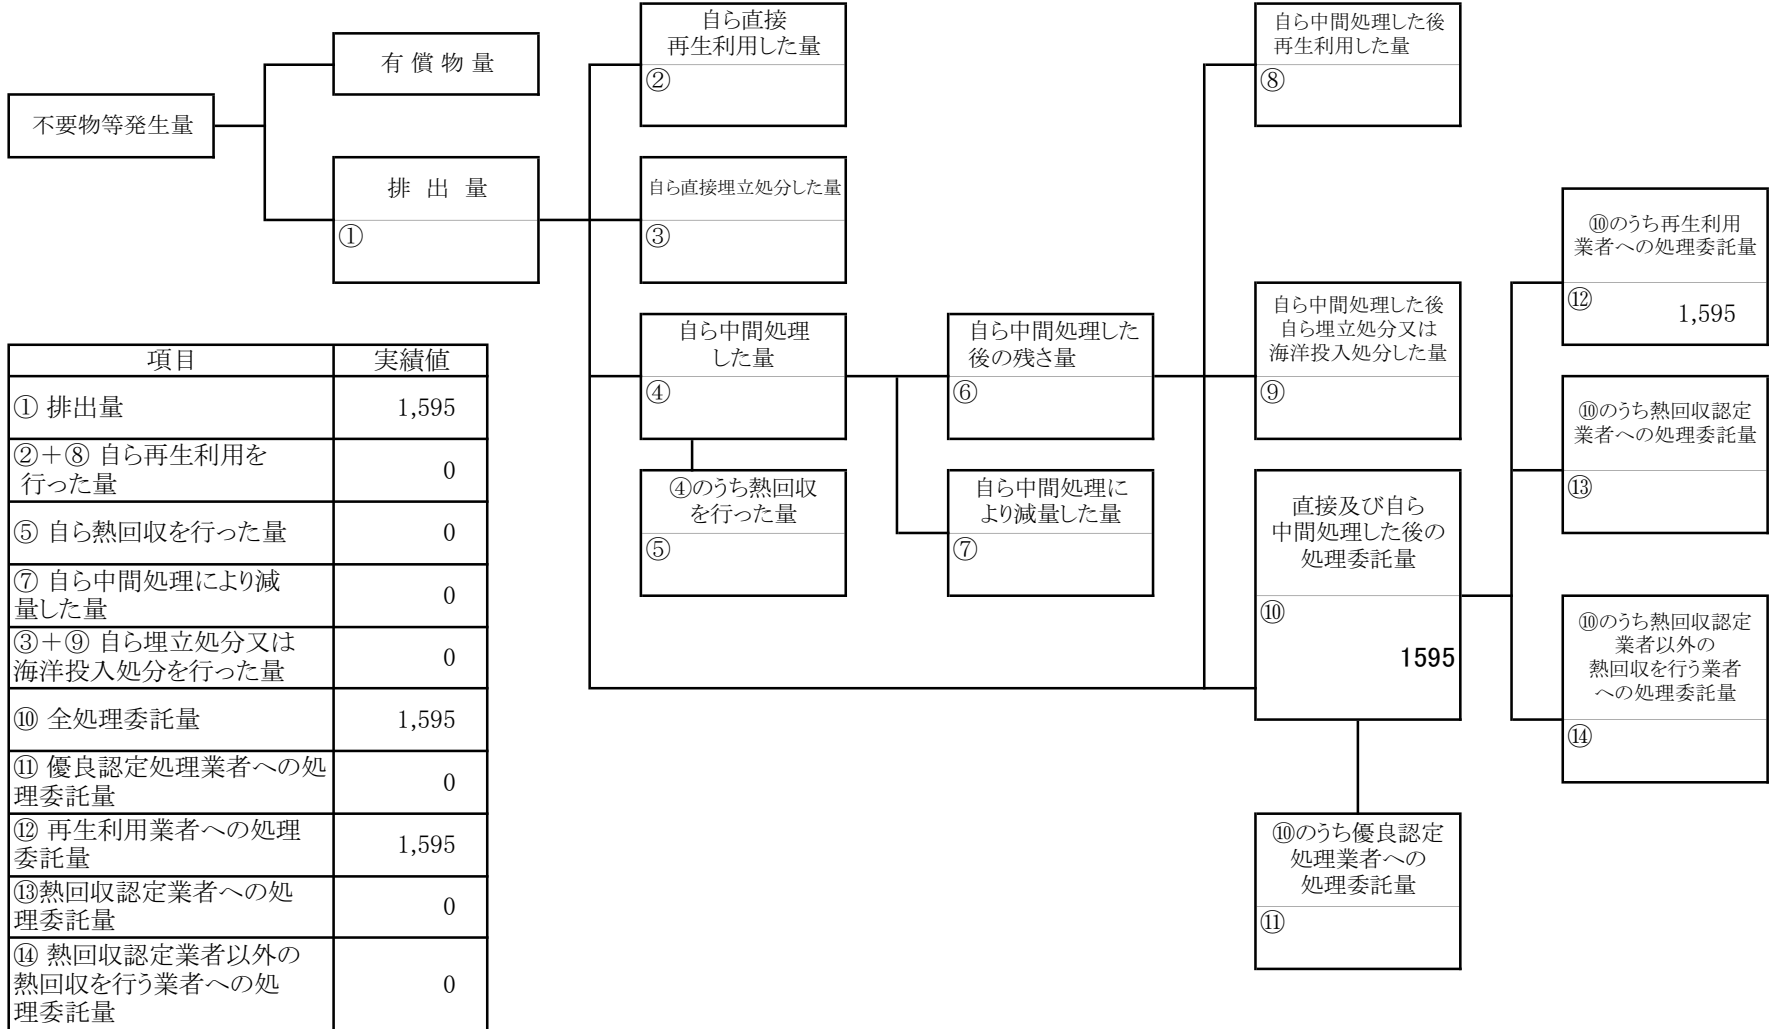 自ら直接
再生利用した量
②
自ら中間処理した後
再生利用した量
⑧
有 償 物 量
不要物等発生量
排 出 量
①
自ら直接埋立処分した量
③
⑩のうち再生利用
業者への処理委託量
⑫ 1,595
自ら中間処理
した量
④
自ら中間処理した
後の残さ量
⑥
自ら中間処理した後
自ら埋立処分又は
海洋投入処分した量
⑨
⑩のうち熱回収認定
業者への処理委託量
⑬
④のうち熱回収
を行った量
⑤
自ら中間処理に
より減量した量
⑦
直接及び自ら
中間処理した後の
処理委託量
⑩
1595
⑩のうち熱回収認定
業者以外の
熱回収を行う業者
への処理委託量
⑭
⑩のうち優良認定
処理業者への
処理委託量
⑪
項目 実績値
① 排出量 1,595
②＋⑧ 自ら再生利用を
行った量 0
⑤ 自ら熱回収を行った量 0
⑦ 自ら中間処理により減
量した量 0
③＋⑨ 自ら埋立処分又は
海洋投入処分を行った量 0
⑩ 全処理委託量 1,595
⑪ 優良認定処理業者への処
理委託量 0
⑫ 再生利用業者への処理
委託量 1,595
⑬熱回収認定業者への処
理委託量 0
⑭ 熱回収認定業者以外の
熱回収を行う業者への処
理委託量 0